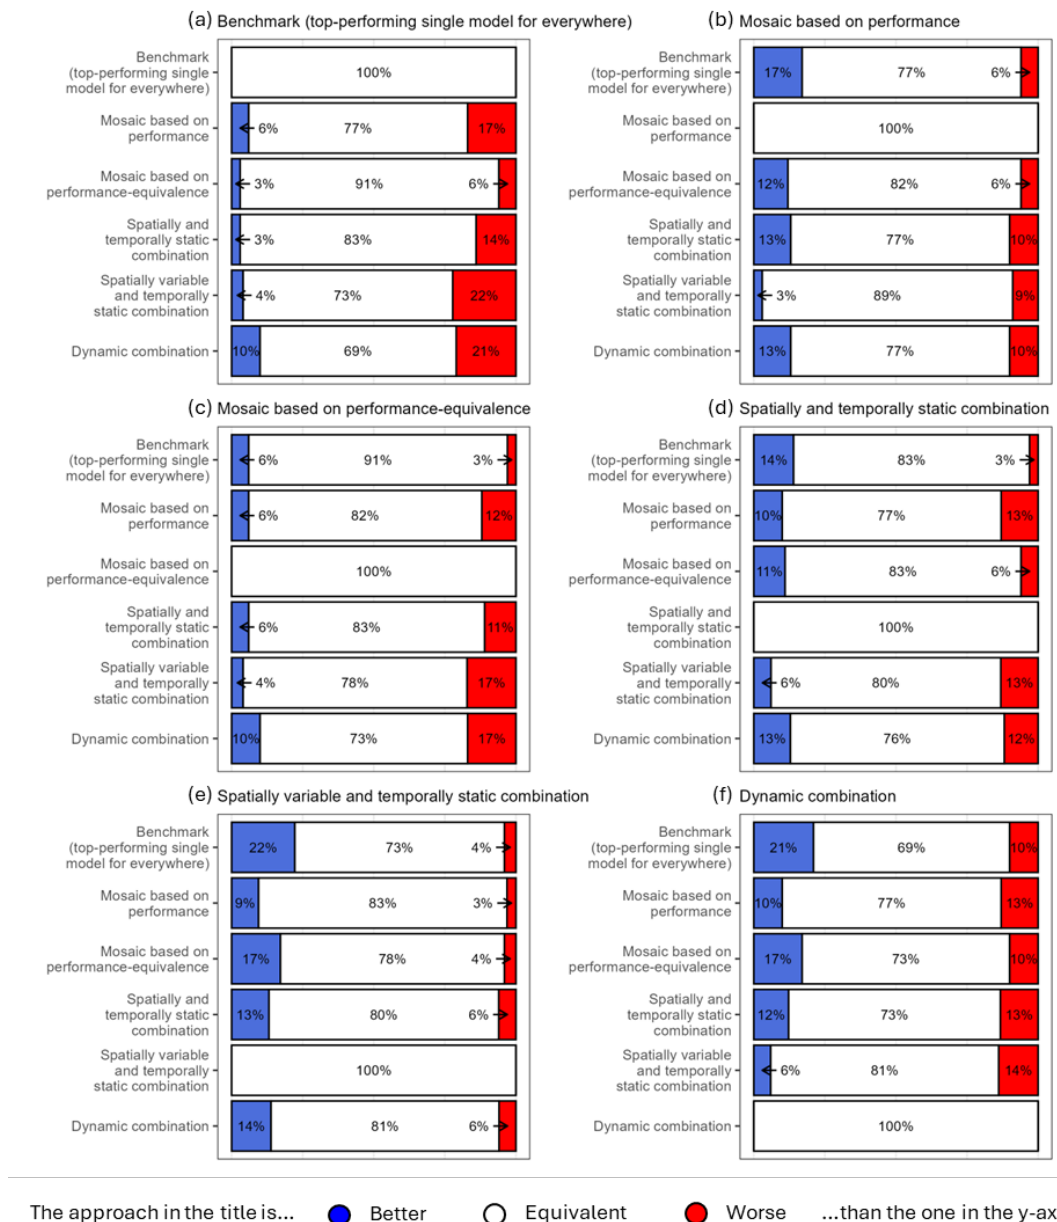 (a) Benchmark (top-performing single model for everywhere)
Benchmark
(top-performing single
model for everywhere)
100%
Mosaic based on
performance
6% 77% 17%
Mosaic based on
performance-equivalence
3% 91% 6%
Spatially and
temporally static
combination
3% 83% 14%
Spatially variable
and temporally
static combination
4% 73% 22%
Dynamic combination
10% 69% 21%
(b) Mosaic based on performance
Benchmark
(top-performing single
model for everywhere)
17% 77% 6%
Mosaic based on
performance
100%
Mosaic based on
performance-equivalence
12% 82% 6%
Spatially and
temporally static
combination
13% 77% 10%
Spatially variable
and temporally
static combination
3% 89% 9%
Dynamic combination
13% 77% 10%
(c) Mosaic based on performance-equivalence
Benchmark
(top-performing single
model for everywhere)
6% 91% 3%
Mosaic based on
performance
6% 82% 12%
Mosaic based on
performance-equivalence
100%
Spatially and
temporally static
combination
6% 83% 11%
Spatially variable
and temporally
static combination
4% 78% 17%
Dynamic combination
10% 73% 17%
(d) Spatially and temporally static combination
Benchmark
(top-performing single
model for everywhere)
14% 83% 3%
Mosaic based on
performance
10% 77% 13%
Mosaic based on
performance-equivalence
11% 83% 6%
Spatially and
temporally static
combination
100%
Spatially variable
and temporally
static combination
6% 80% 13%
Dynamic combination
13% 76% 12%
(e) Spatially variable and temporally static combination
Benchmark
(top-performing single
model for everywhere)
22% 73% 4%
Mosaic based on
performance
9% 83% 3%
Mosaic based on
performance-equivalence
17% 78% 4%
Spatially and
temporally static
combination
13% 80% 6%
Spatially variable
and temporally
static combination
100%
Dynamic combination
14% 81% 6%
(f) Dynamic combination
Benchmark
(top-performing single
model for everywhere)
21% 69% 10%
Mosaic based on
performance
10% 77% 13%
Mosaic based on
performance-equivalence
17% 73% 10%
Spatially and
temporally static
combination
12% 73% 13%
Spatially variable
and temporally
static combination
6% 81% 14%
Dynamic combination
100%
The approach in the title is... Better Equivalent Worse ...than the one in the y-ax